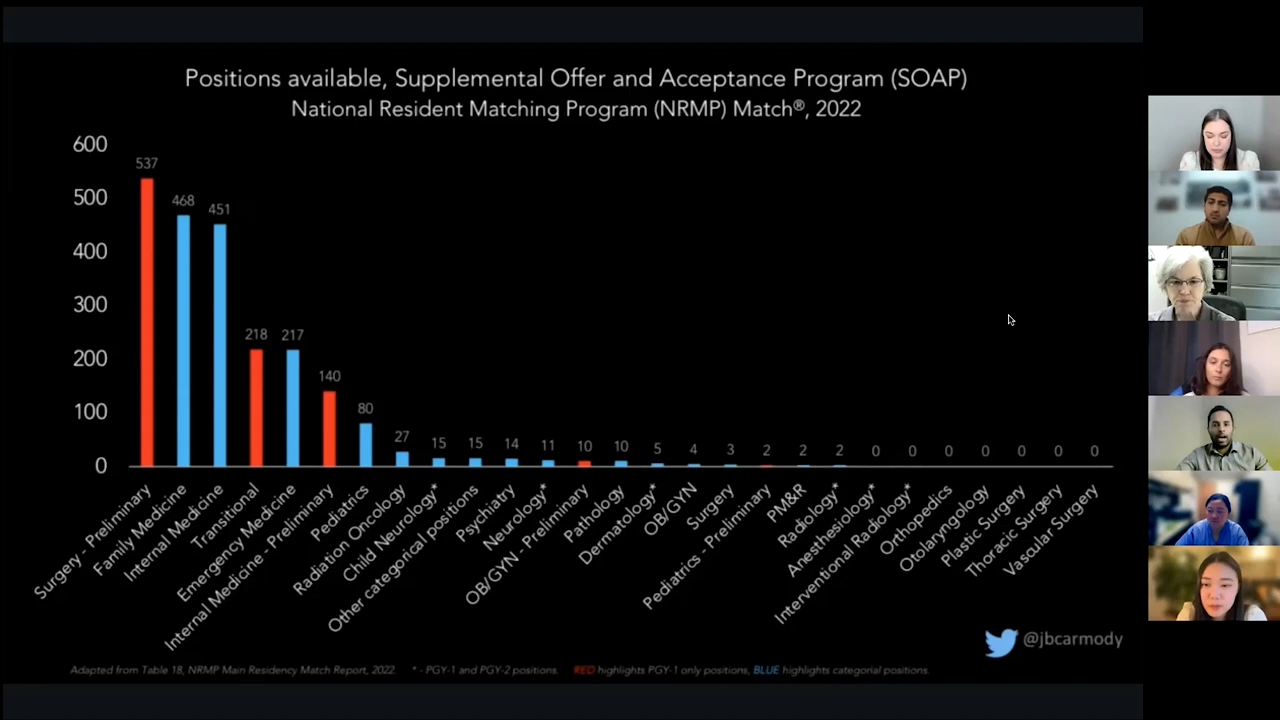 Positions available, Supplemental Offer and Acceptance Program (SOAP)
National Resident Matching Program (NRMP) Match®, 2022
600
500
400
300
200
100
0
537
468
451
218
217
140
80
27
15
15
14
11
10
10
5
4
3
2
2
2
0
0
0
0
0
0
0
Surgery - Preliminary
Family Medicine
Internal Medicine
Transitional
Emergency Medicine
Internal Medicine - Preliminary
Pediatrics
Radiation Oncology
Child Neurology*
Other categorical positions
Psychiatry
Neurology*
OB/GYN - Preliminary
Pathology
Dermatology*
OB/GYN
Surgery
Pediatrics - Preliminary
PM&R
Radiology*
Anesthesiology*
Interventional Radiology*
Orthopedics
Otolaryngology
Plastic Surgery
Thoracic Surgery
Vascular Surgery
@jbcarmody
Adapted from Table 18, NRMP Main Residency Match Report, 2022. * - PGY-1 and PGY-2 positions. RED highlights PGY-1 only positions, BLUE highlights categorial positions.